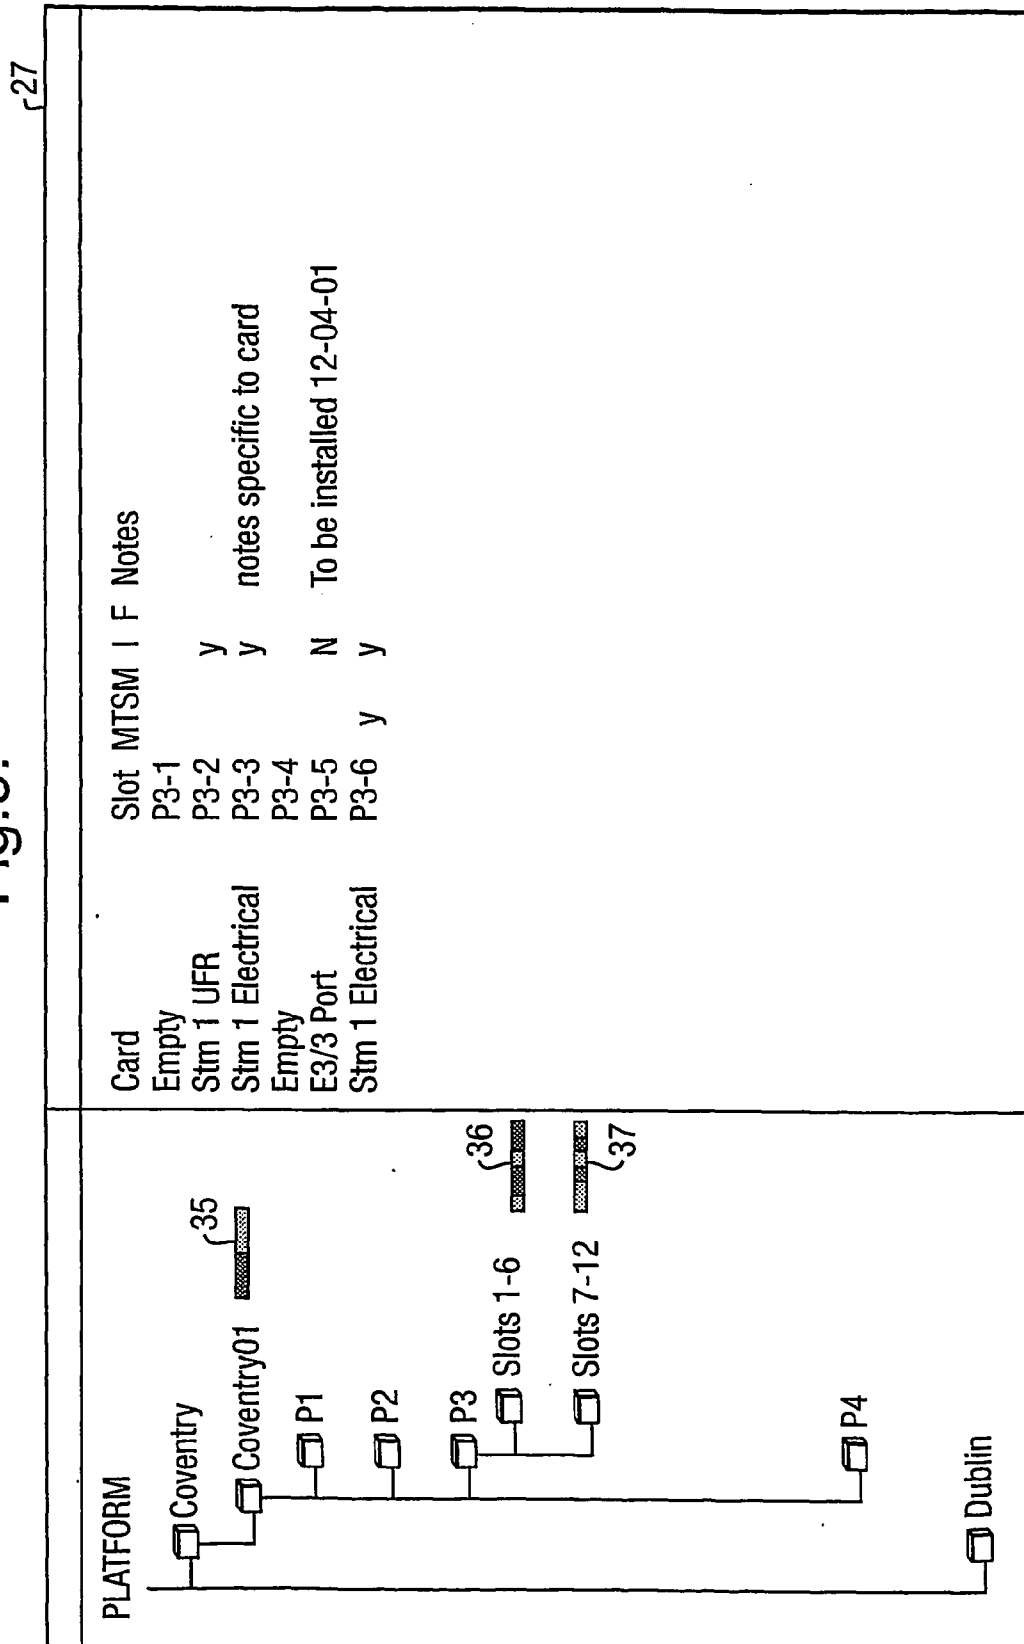 27
PLATFORM
Coventry
Coventry01
35
P1
P2
P3
Slots 1-6
36
Slots 7-12
37
P4
Dublin
Card Slot MTSM I F Notes
Empty P3-1
Stm 1 UFR P3-2 y
Stm 1 Electrical P3-3 y notes specific to card
Empty P3-4
E3/3 Port P3-5 N To be installed 12-04-01
Stm 1 Electrical P3-6 y y